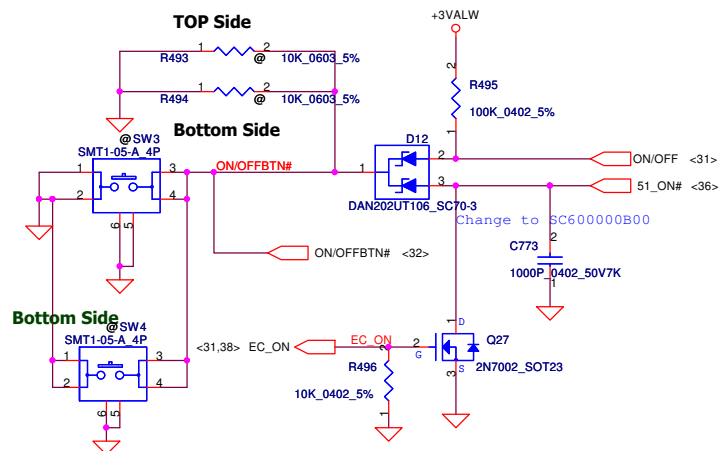 TOP Side
+3VALW
1 2
R493 @ 10K_0603_5%
1 2
R494 @ 10K_0603_5%
2
R495
100K_0402_5%
1
Bottom Side
@ SW3
SMT1-05-A_4P
1 3
2 4
6 5
ON/OFFBTN#
D12
1 2
3
DAN202UT106_SC70-3
ON/OFF <31>
51_ON# <36>
Change to SC600000B00
ON/OFFBTN# <32>
2
C773
1000P_0402_50V7K
1
Bottom Side
@ SW4
SMT1-05-A_4P
1 3
2 4
6 5
<31,38> EC_ON
EC_ON
2
R496
10K_0402_5%
1
1 D
2
G
Q27
2N7002_SOT23
3 S